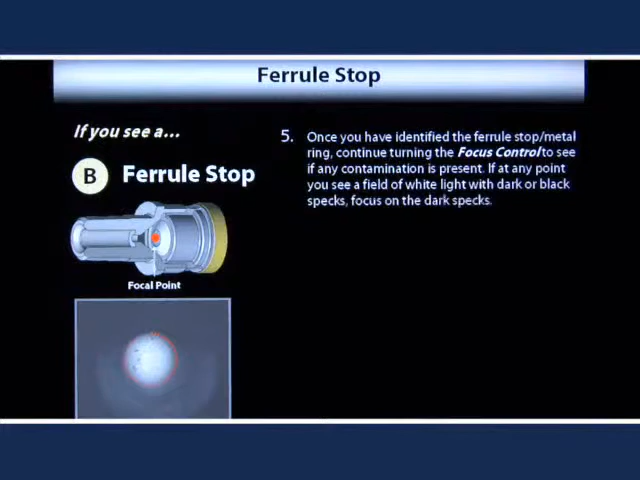 Ferrule Stop
If you see a...
B Ferrule Stop
Focal Point
5. Once you have identified the ferrule stop/metal
ring, continue turning the Focus Control to see
if any contamination is present. If at any point
you see a field of white light with dark or black
specks, focus on the dark specks.